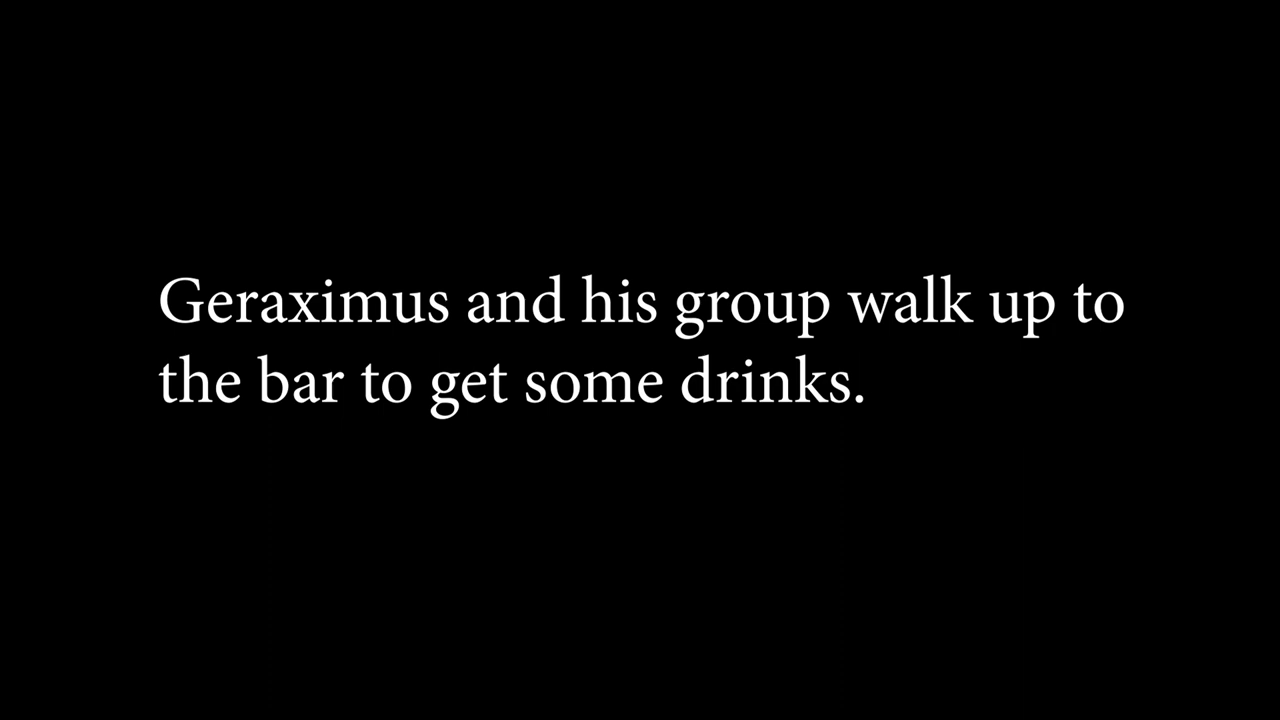 Geraximus and his group walk up to
the bar to get some drinks.